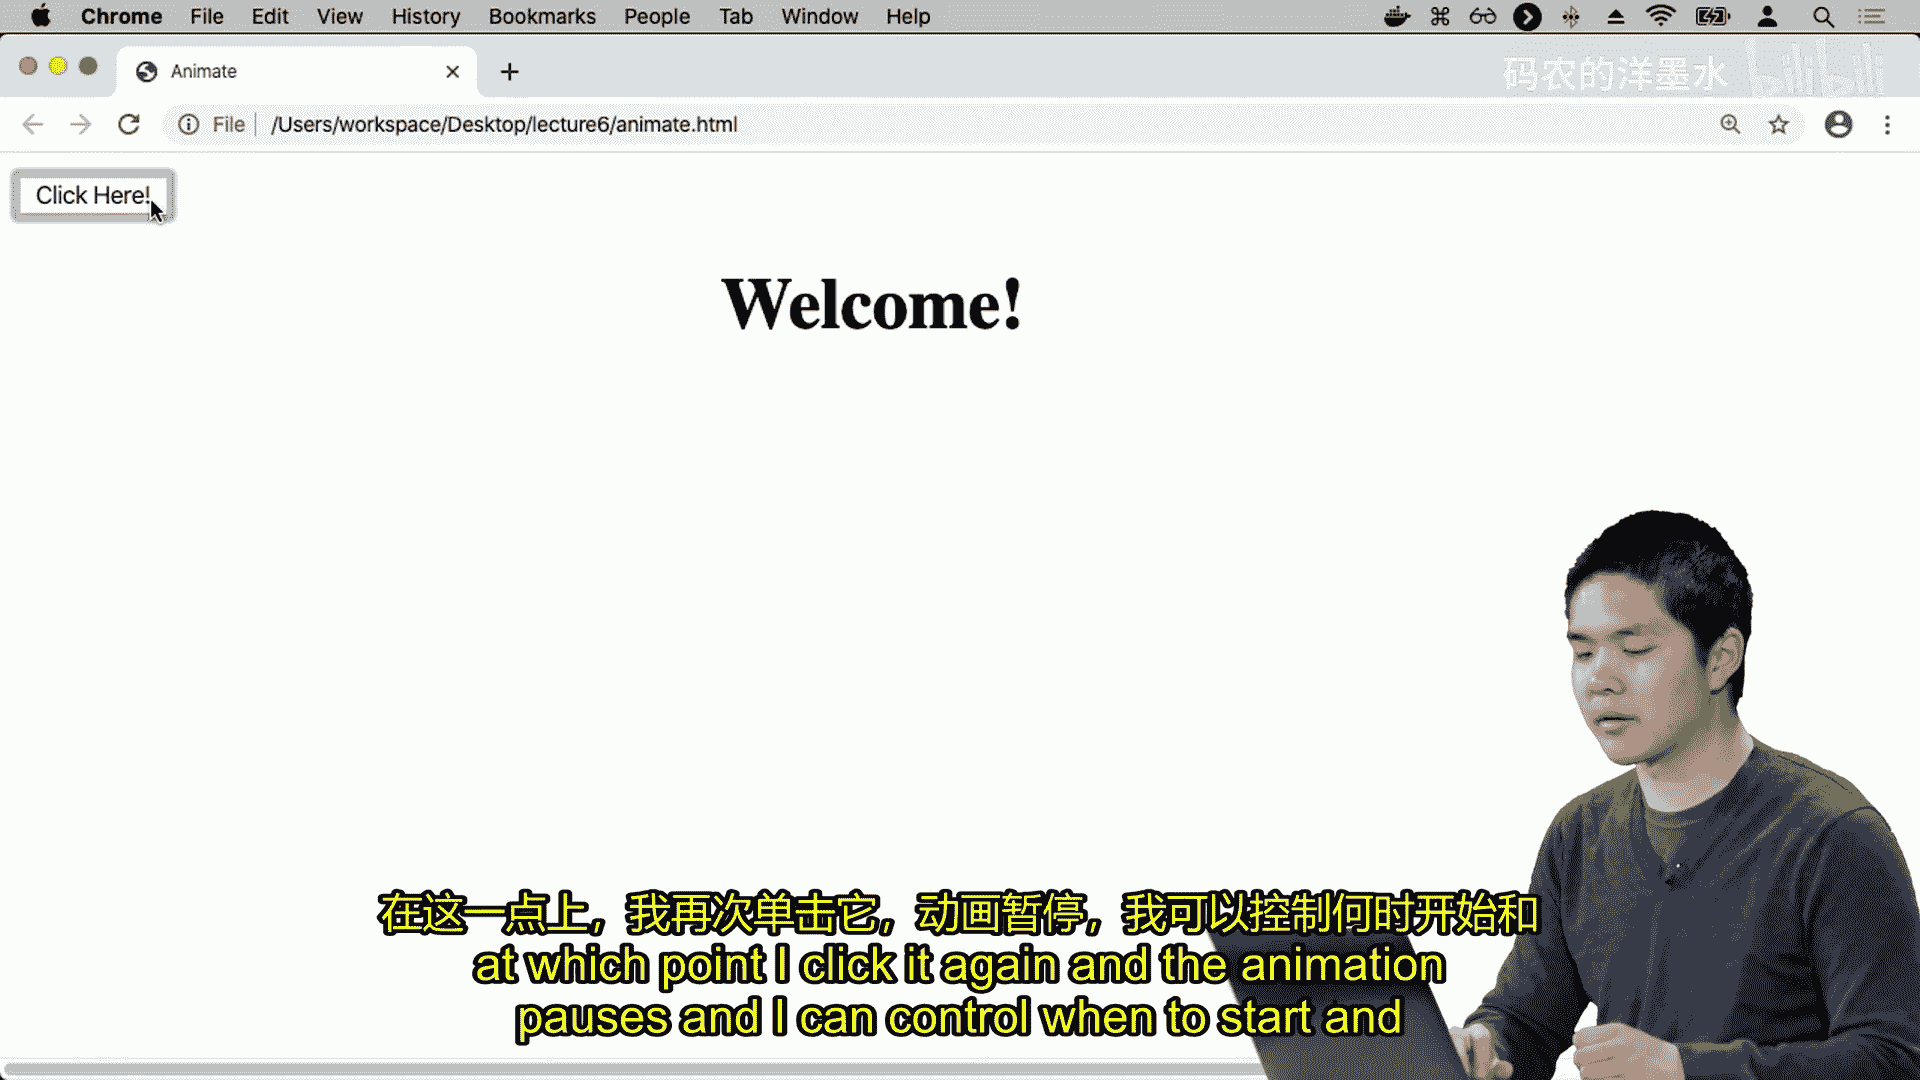 Chrome File Edit View History Bookmarks People Tab Window Help
Animate
码农的洋墨水 bilibili
File /Users/workspace/Desktop/lecture6/animate.html
Click Here!
Welcome!
在这一点上，我再次单击它，动画暂停，我可以控制何时开始和
at which point I click it again and the animation
pauses and I can control when to start and